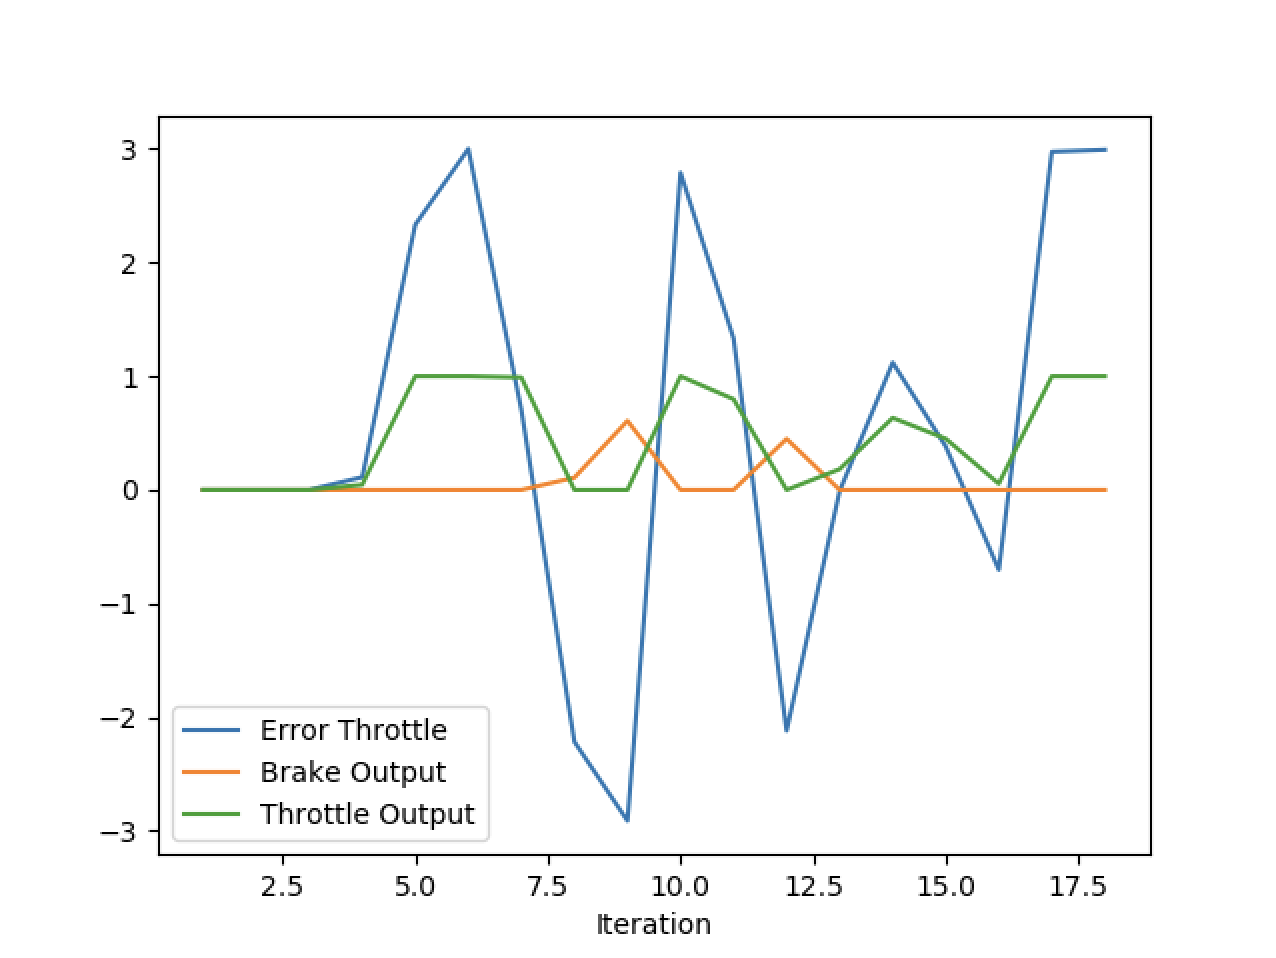 3
2
1
0
−1
−2
−3
Error Throttle
Brake Output
Throttle Output
2.5 5.0 7.5 10.0 12.5 15.0 17.5
Iteration